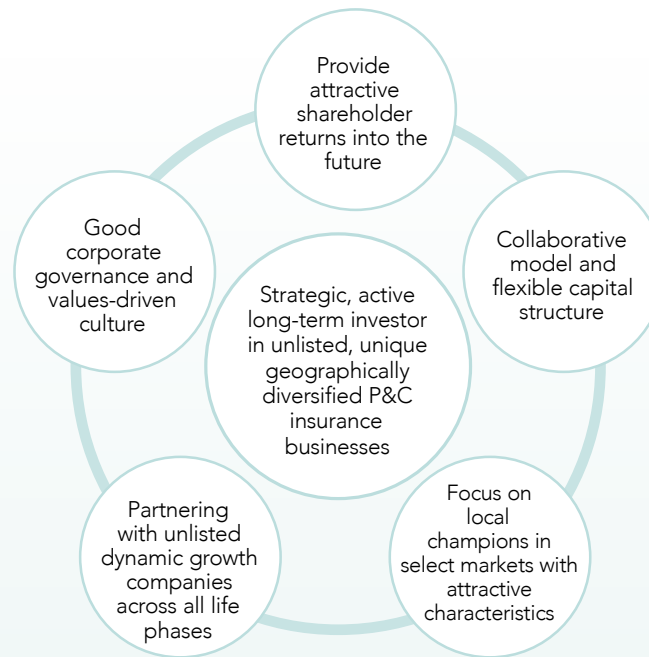 Provide
attractive
shareholder
returns into the
future
Good
corporate
governance and
values-driven
culture
Collaborative
model and
flexible capital
structure
Strategic, active
long-term investor
in unlisted, unique
geographically
diversified P&C
insurance
businesses
Partnering
with unlisted
dynamic growth
companies
across all life
phases
Focus on
local
champions in
select markets with
attractive
characteristics